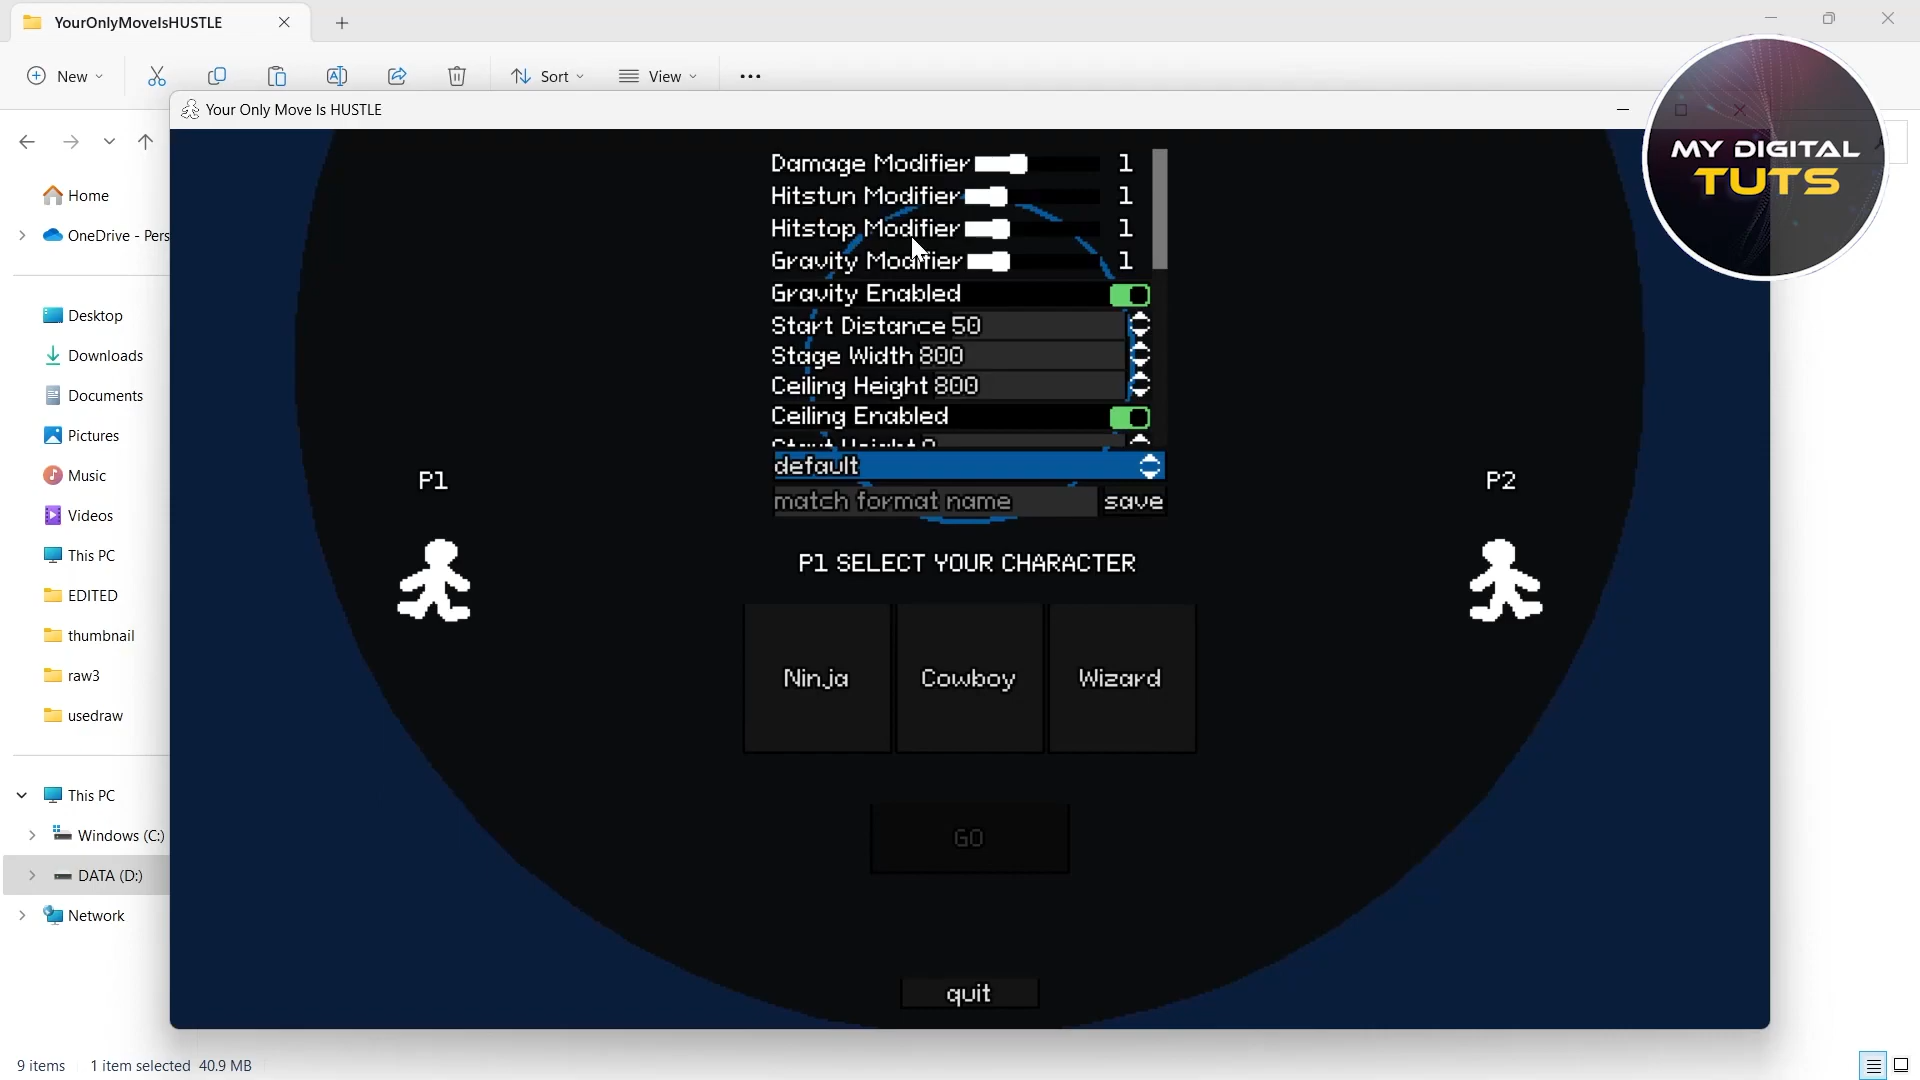 YourOnlyMoveIsHUSTLE
New
Sort
View
Your Only Move Is HUSTLE
MY DIGITAL
TUTS
Home
OneDrive - Pers
Desktop
Downloads
Documents
Pictures
Music
Videos
This PC
EDITED
thumbnail
raw3
usedraw
This PC
Windows (C:)
DATA (D:)
Network
Damage Modifier 1
Hitstun Modifier 1
Hitstop Modifier 1
Gravity Modifier 1
Gravity Enabled
Start Distance 50
Stage Width 800
Ceiling Height 800
Ceiling Enabled
Start Height 0
default
match format name save
P1
P2
P1 SELECT YOUR CHARACTER
Ninja Cowboy Wizard
GO
quit
9 items 1 item selected 40.9 MB